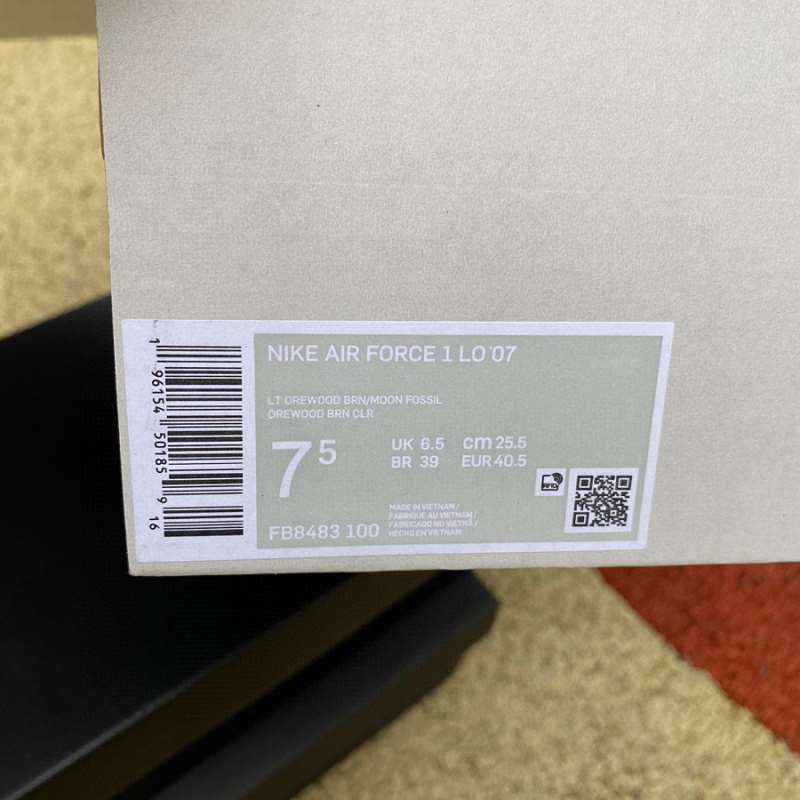 NIKE AIR FORCE 1 LO '07
LT OREWOOD BRN/MOON FOSSIL
OREWOOD BRN CLR
7 5
UK 6.5 cm 25.5
BR 39 EUR 40.5
MADE IN VIETNAM /
FABRIQUE AU VIETNAM /
FABRICADO NO VIETNÃ /
HECHO EN VIETNAM
FB8483 100
1 96154 50185 9 16